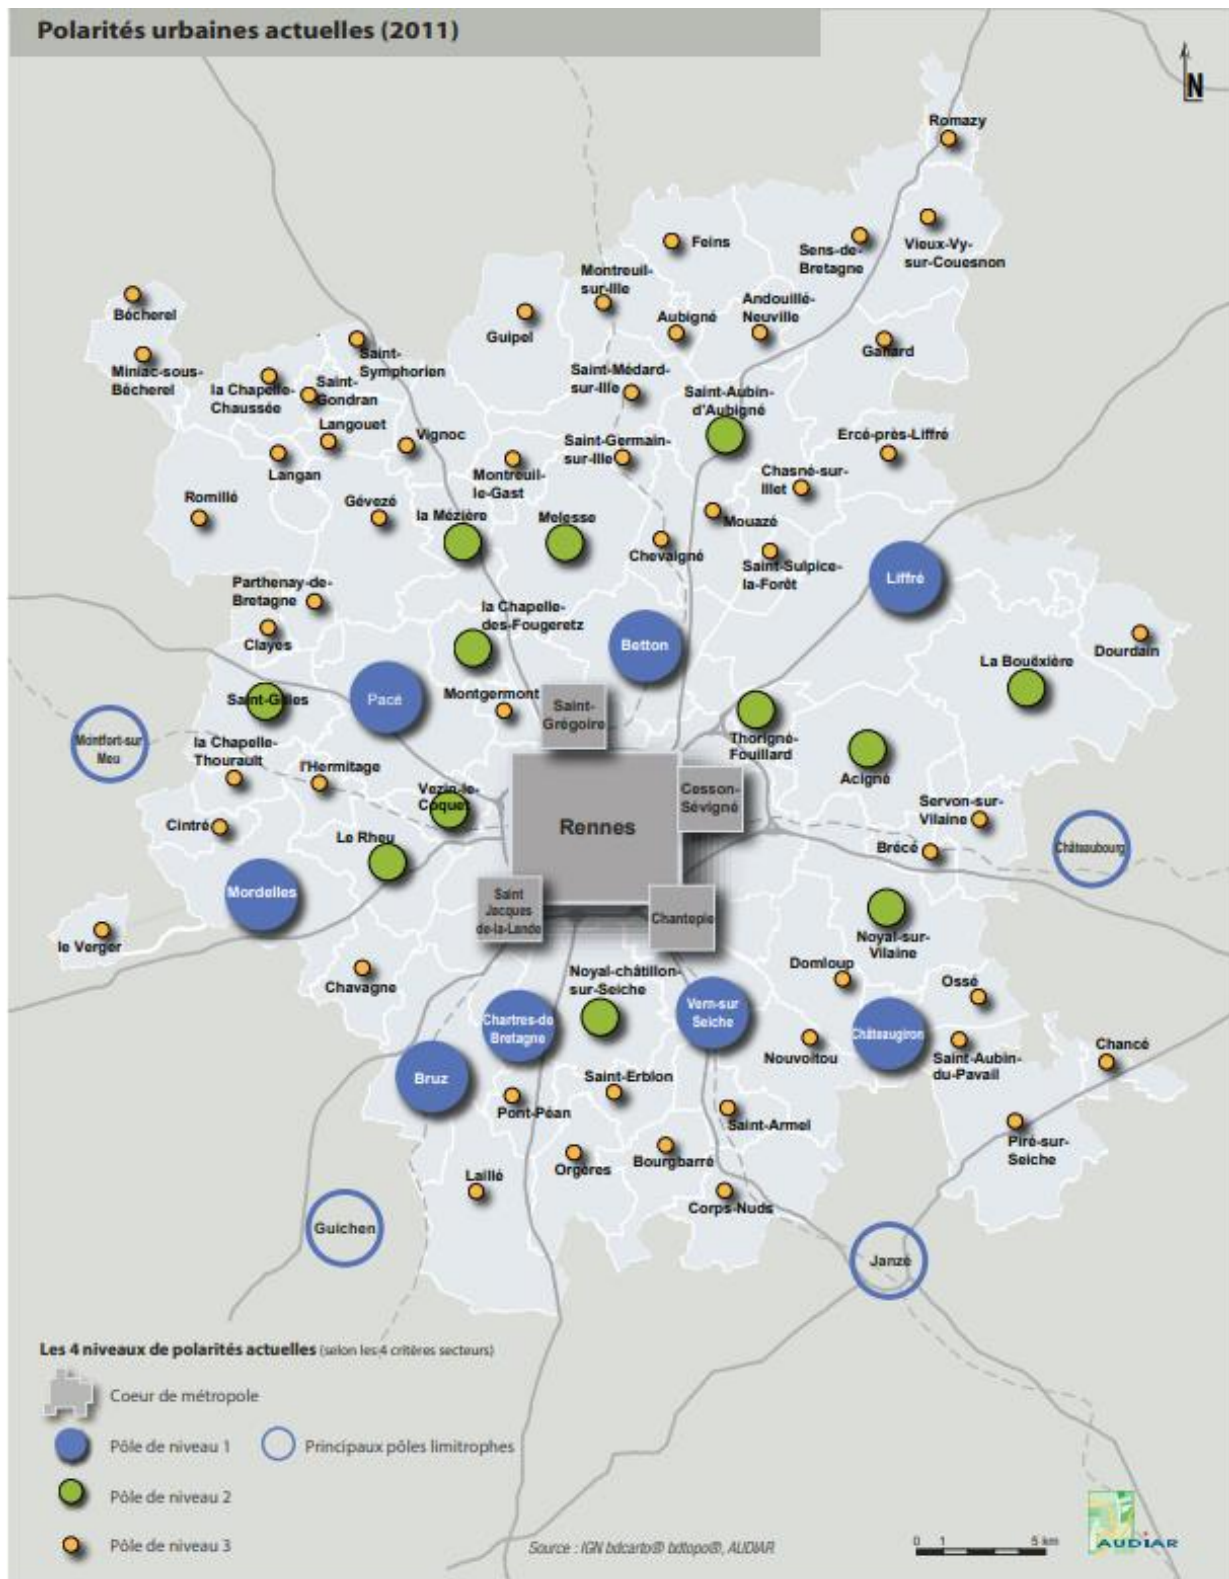 Polarités urbaines actuelles (2011)
N
Romazy
Feins
Sens-de-
Bretagne
Vieux-Vy-
sur-Couesnon
Montreuil-
sur-Ille
Andouillé-
Neuville
Bécherel
Guipel
Aubigné
Gahard
Saint-
Symphorien
Miniac-sous-
Bécherel
la Chapelle-
Chaussée
Saint-
Gondran
Saint-Médard-
sur-Ille
Saint-Aubin-
d'Aubigné
Langouet
Vignoc
Saint-Germain-
sur-Ille
Ercé-près-Liffré
Langan
Montreuil-
le-Gast
Chasné-sur-
Illet
Romillé
Gévezé
la Mézière
Melesse
Mouazé
Chevaigné
Saint-Sulpice-
la-Forêt
Liffré
Parthenay-de-
Bretagne
la Chapelle-
des-Fougeretz
Clayes
Betton
Dourdain
La Bouëxière
Saint-Gilles
Pacé
Montgermont
Saint-
Grégoire
Thorigné-
Fouillard
Montfort-sur
Meu
la Chapelle-
Thourault
l'Hermitage
Acigné
Vezin-le-
Coquet
Cesson-
Sévigné
Servon-sur-
Vilaine
Cintré
Le Rheu
Rennes
Brécé
Châteaubourg
Mordelles
Saint
Jacques
de-la-Lande
Chantepie
le Verger
Noyal-sur-
Vilaine
Chavagne
Noyal-châtillon-
sur-Seiche
Domloup
Ossé
Chartres-de
Bretagne
Vern-sur
Seiche
Châteaugiron
Nouvoitou
Saint-Aubin-
du-Pavail
Chancé
Bruz
Saint-Erblon
Pont-Péan
Saint-Armel
Piré-sur-
Seiche
Laillé
Orgères
Bourgbarré
Corps-Nuds
Guichen
Janzé
Les 4 niveaux de polarités actuelles (selon les 4 critères secteurs)
Coeur de métropole
Pôle de niveau 1
Principaux pôles limitrophes
Pôle de niveau 2
Pôle de niveau 3
Source : IGN bdcarto® bdtopo®, AUDIAR
0 1 5 km
AUDIAR